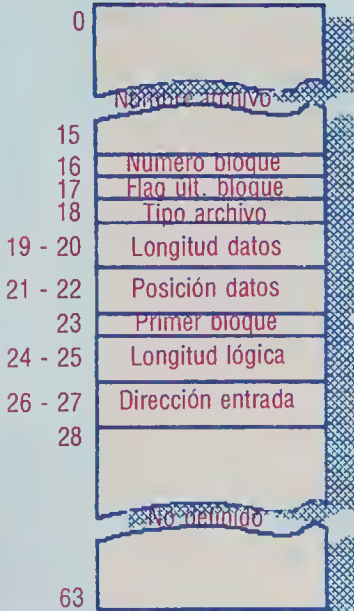 0
Nombre archivo
15
16 Número bloque
17 Flag últ. bloque
18 Tipo archivo
19 - 20 Longitud datos
21 - 22 Posición datos
23 Primer bloque
24 - 25 Longitud lógica
26 - 27 Dirección entrada
28
No definido
63